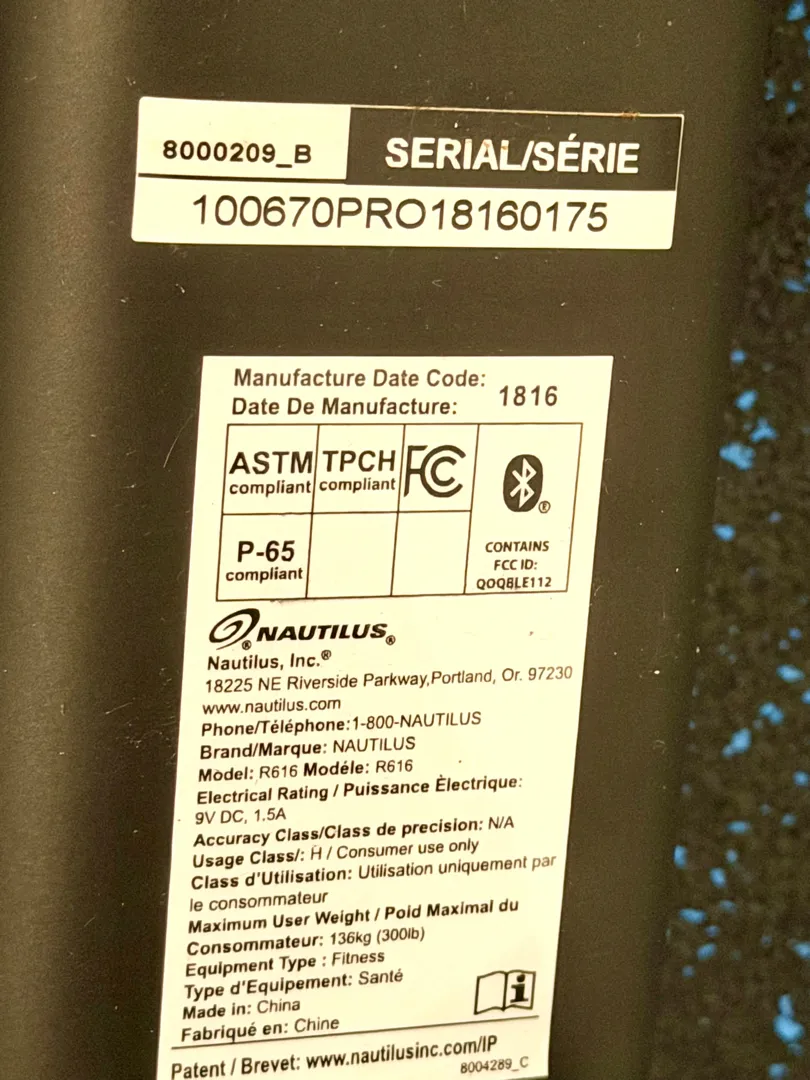 8000209_B
SERIAL/SÉRIE
100670PRO18160175
Manufacture Date Code:
Date De Manufacture:
1816
ASTM
compliant
TPCH
compliant
FC
®
P-65
compliant
CONTAINS
FCC ID:
QOQBLE112
® NAUTILUS®
Nautilus, Inc.®
18225 NE Riverside Parkway,Portland, Or. 97230
www.nautilus.com
Phone/Téléphone:1-800-NAUTILUS
Brand/Marque: NAUTILUS
Model: R616 Modéle: R616
Electrical Rating / Puissance Èlectrique:
9V DC, 1.5A
Accuracy Class/Class de precision: N/A
Usage Class/: H / Consumer use only
Class d'Utilisation: Utilisation uniquement par
le consommateur
Maximum User Weight / Poid Maximal du
Consommateur: 136kg (300lb)
Equipment Type : Fitness
Type d'Equipement: Santé
Made in: China
Fabriqué en: Chine
i
Patent / Brevet: www.nautilusinc.com/IP
8004289_C